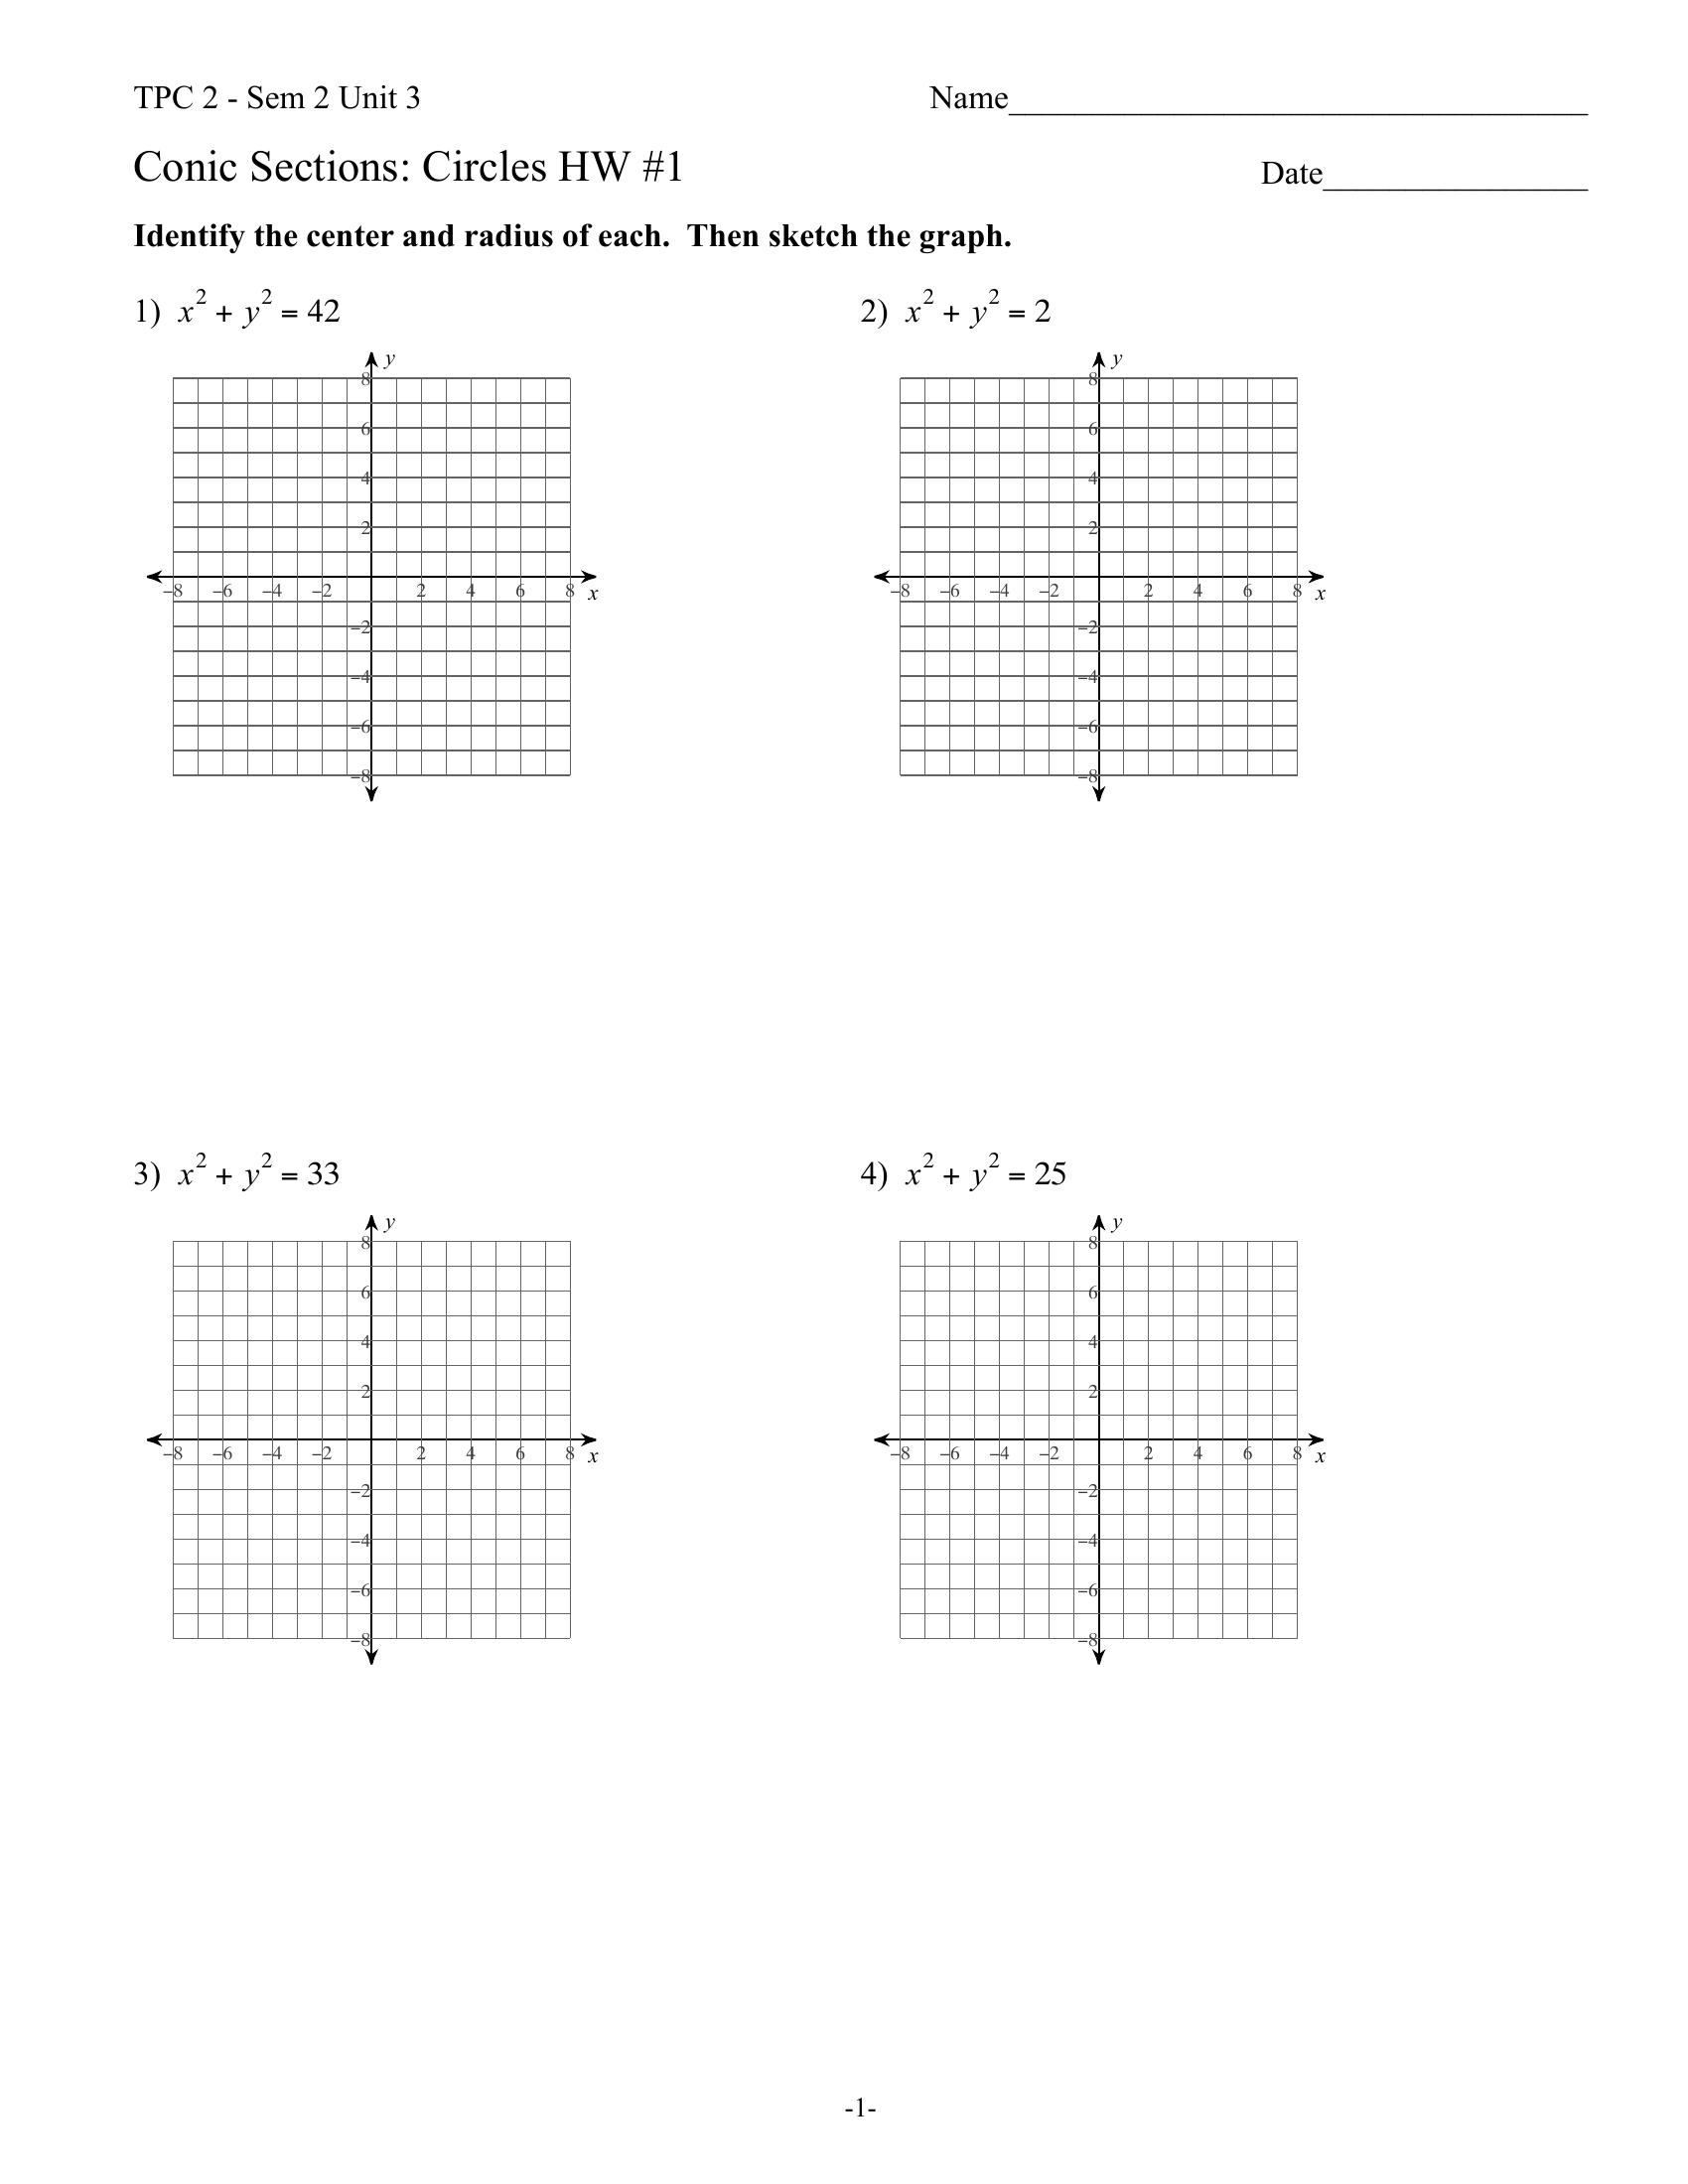 TPC 2 - Sem 2 Unit 3
Name___________________________________
Conic Sections: Circles HW #1
Date________________
Identify the center and radius of each.  Then sketch the graph.
1)  x² + y² = 42
2)  x² + y² = 2
y
8
6
4
2
−8 −6 −4 −2 2 4 6 8 x
−2
−4
−6
−8
y
8
6
4
2
−8 −6 −4 −2 2 4 6 8 x
−2
−4
−6
−8
3)  x² + y² = 33
4)  x² + y² = 25
y
8
6
4
2
−8 −6 −4 −2 2 4 6 8 x
−2
−4
−6
−8
y
8
6
4
2
−8 −6 −4 −2 2 4 6 8 x
−2
−4
−6
−8
-1-